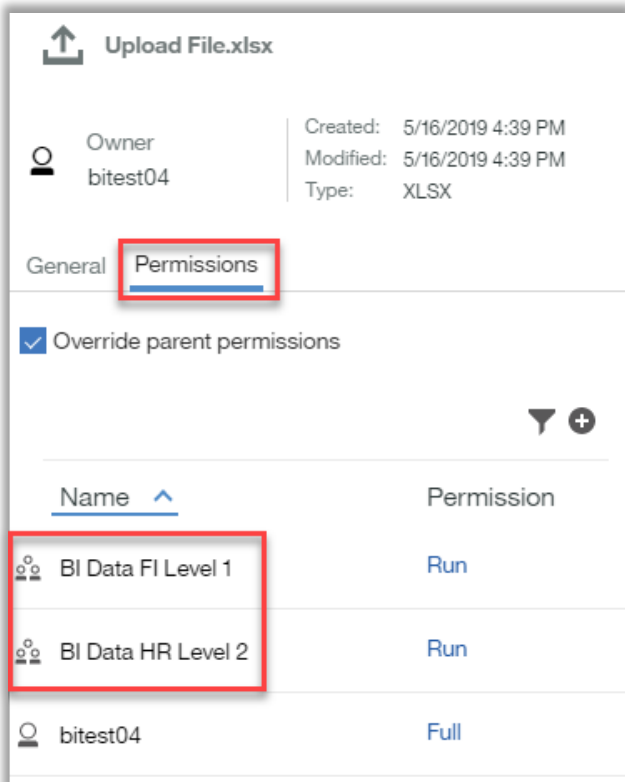 Upload File.xlsx
Owner
bitest04
Created: 5/16/2019 4:39 PM
Modified: 5/16/2019 4:39 PM
Type: XLSX
General Permissions
Override parent permissions
Name Permission
BI Data FI Level 1 Run
BI Data HR Level 2 Run
bitest04 Full